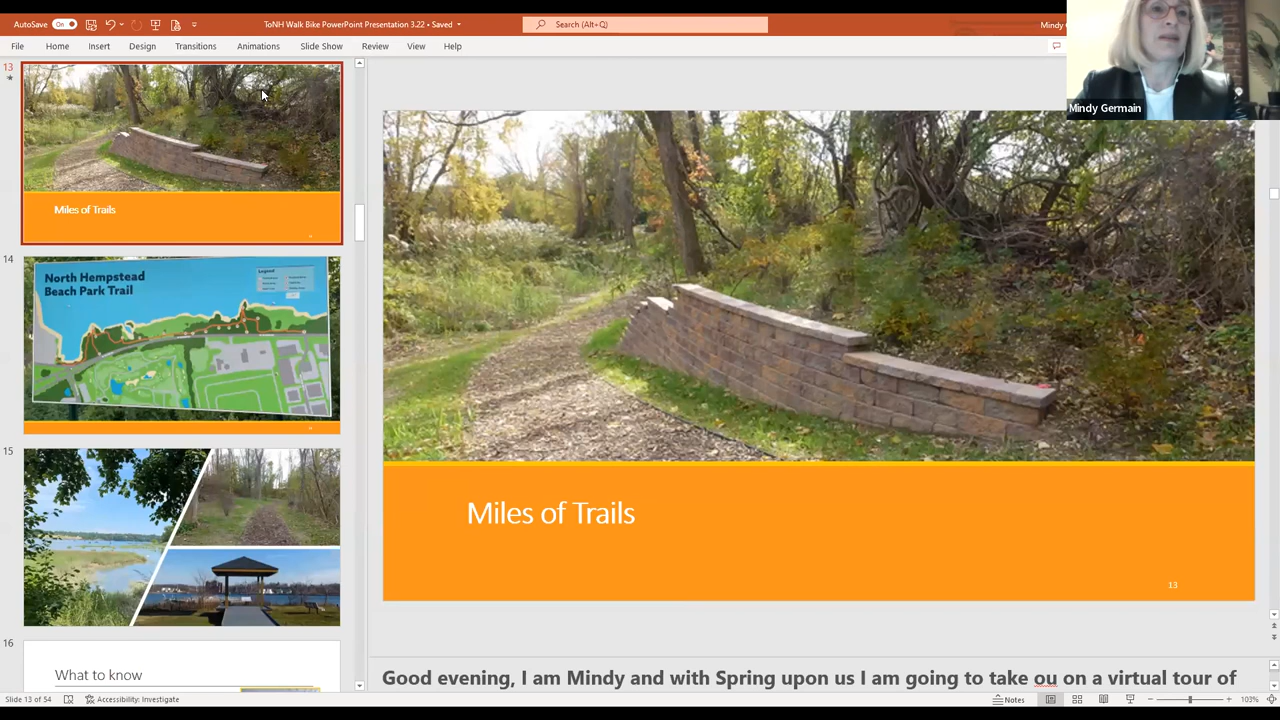 AutoSave On
ToNH Walk Bike PowerPoint Presentation 3.22 • Saved
Search (Alt+Q)
Mindy
File Home Insert Design Transitions Animations Slide Show Review View Help
Mindy Germain
13
Miles of Trails
14
North Hempstead
Beach Park Trail
Legend
15
16
What to know
Miles of Trails
13
Good evening, I am Mindy and with Spring upon us I am going to take ou on a virtual tour of
Slide 13 of 54
Accessibility: Investigate
Notes
103%